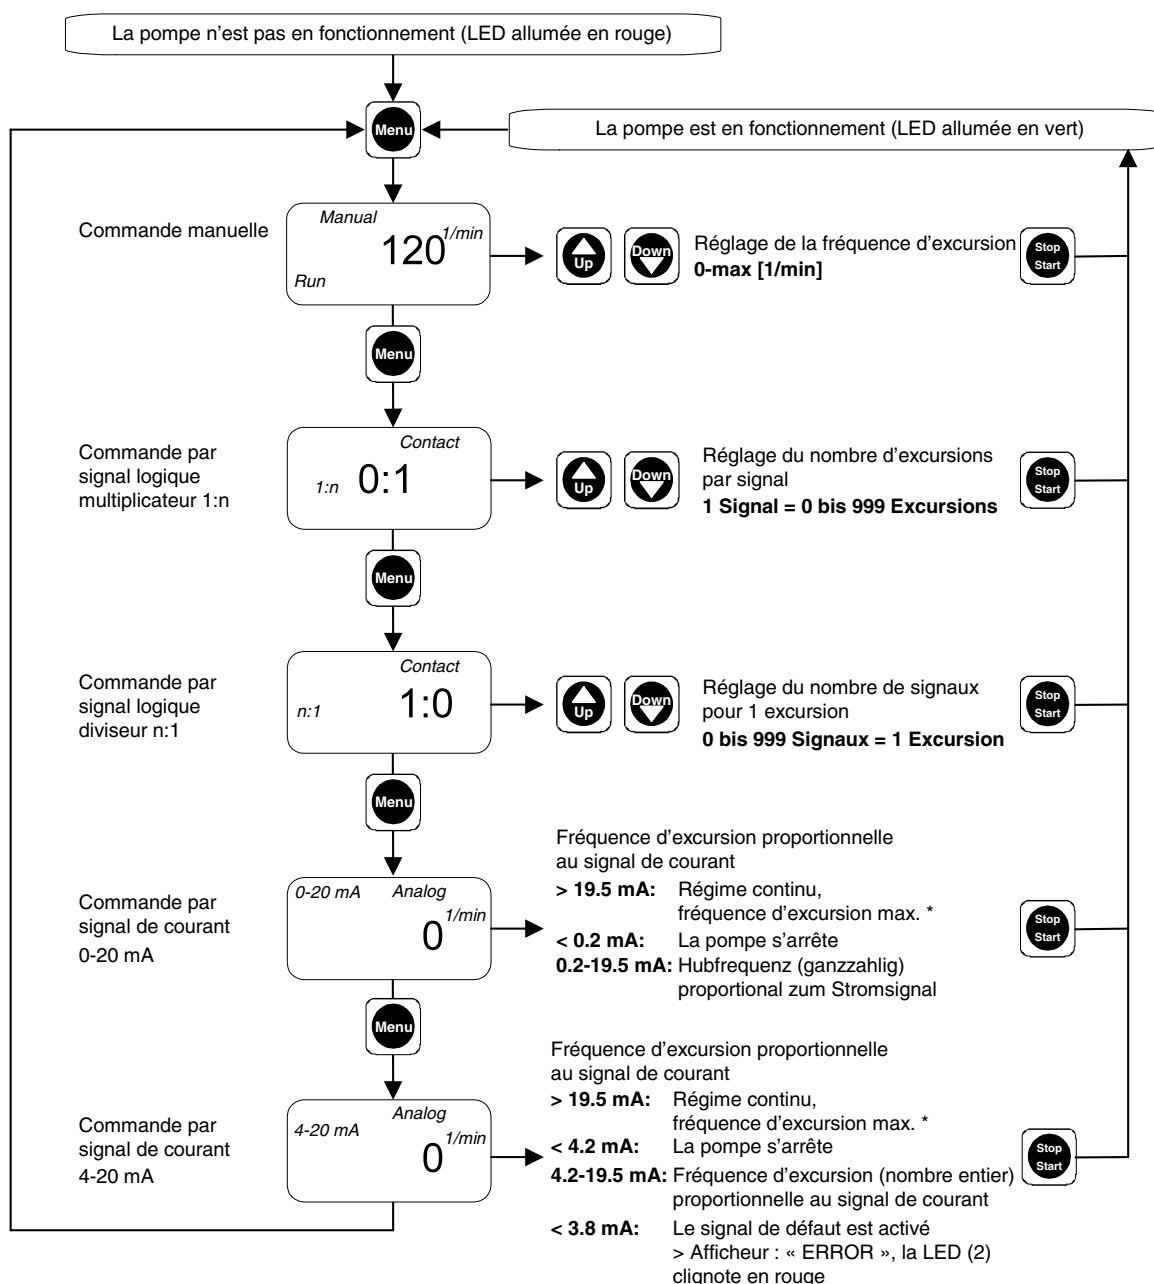 La pompe n'est pas en fonctionnement (LED allumée en rouge)
Menu
La pompe est en fonctionnement (LED allumée en vert)
Commande manuelle
Manual
120 1/min
Run
Up
Down
Réglage de la fréquence d'excursion
0-max [1/min]
Stop
Start
Menu
Commande par
signal logique
multiplicateur 1:n
Contact
1:n 0:1
Up
Down
Réglage du nombre d'excursions
par signal
1 Signal = 0 bis 999 Excursions
Stop
Start
Menu
Commande par
signal logique
diviseur n:1
Contact
n:1 1:0
Up
Down
Réglage du nombre de signaux
pour 1 excursion
0 bis 999 Signaux = 1 Excursion
Stop
Start
Menu
Commande par
signal de courant
0-20 mA
0-20 mA Analog
0 1/min
Fréquence d'excursion proportionnelle
au signal de courant
> 19.5 mA: Régime continu,
fréquence d'excursion max. *
< 0.2 mA: La pompe s'arrête
0.2-19.5 mA: Hubfrequenz (ganzzahlig)
proportional zum Stromsignal
Stop
Start
Menu
Commande par
signal de courant
4-20 mA
Analog
4-20 mA
0 1/min
Fréquence d'excursion proportionnelle
au signal de courant
> 19.5 mA: Régime continu,
fréquence d'excursion max. *
< 4.2 mA: La pompe s'arrête
4.2-19.5 mA: Fréquence d'excursion (nombre entier)
proportionnelle au signal de courant
< 3.8 mA: Le signal de défaut est activé
> Afficheur : « ERROR », la LED (2)
clignote en rouge
Stop
Start